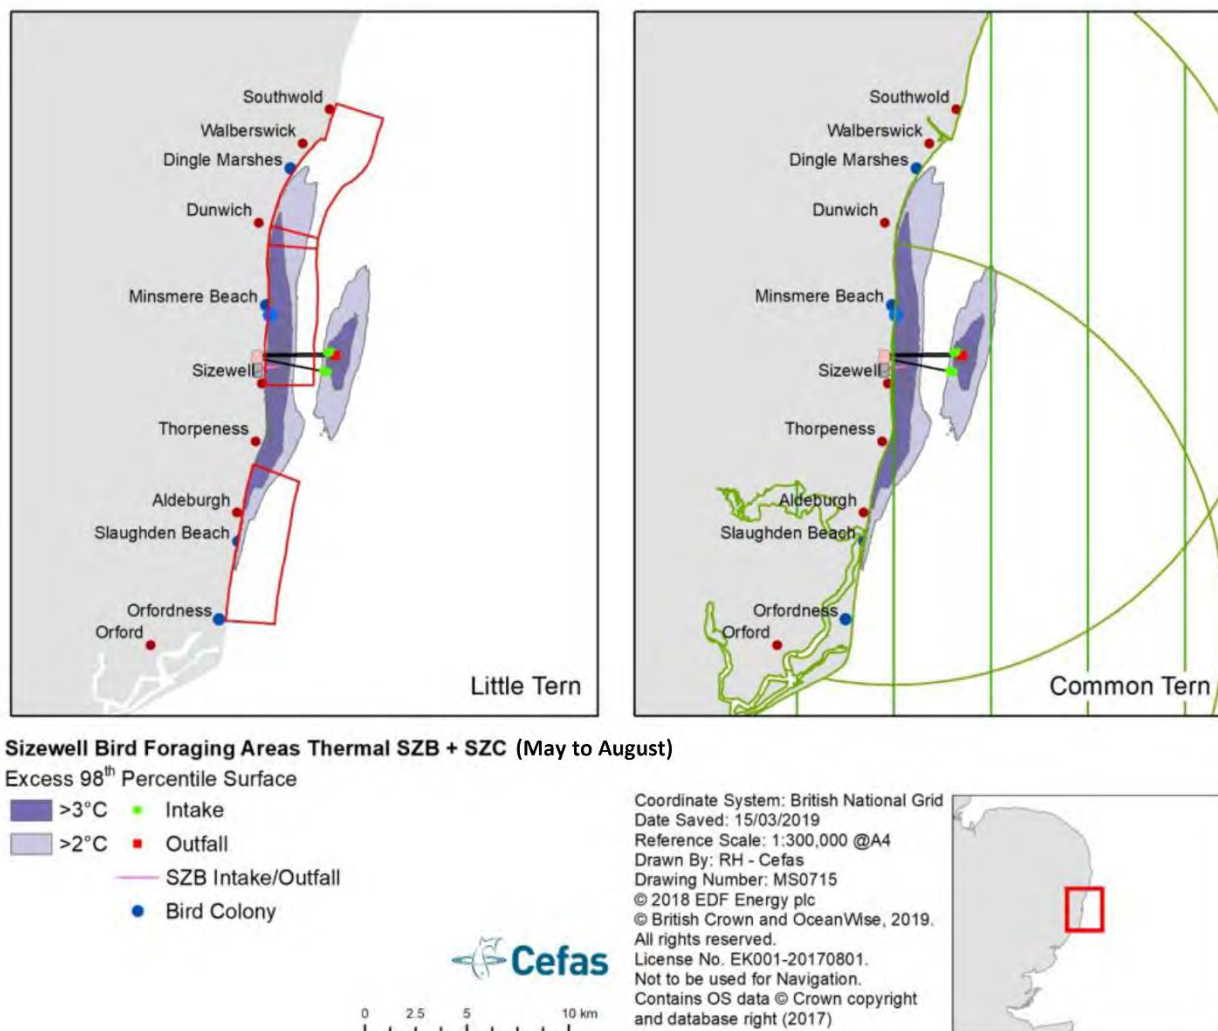 Southwold
Walberswick
Dingle Marshes
Dunwich
Minsmere Beach
Sizewell
Thorpeness
Aldeburgh
Slaughden Beach
Orfordness
Orford
Little Tern
Southwold
Walberswick
Dingle Marshes
Dunwich
Minsmere Beach
Sizewell
Thorpeness
Aldeburgh
Slaughden Beach
Orfordness
Orford
Common Tern
Sizewell Bird Foraging Areas Thermal SZB + SZC (May to August)
Excess 98th Percentile Surface
>3°C Intake
>2°C Outfall
SZB Intake/Outfall
Bird Colony
Cefas
0 2.5 5 10 km
Coordinate System: British National Grid
Date Saved: 15/03/2019
Reference Scale: 1:300,000 @A4
Drawn By: RH - Cefas
Drawing Number: MS0715
© 2018 EDF Energy plc
© British Crown and OceanWise, 2019.
All rights reserved.
License No. EK001-20170801.
Not to be used for Navigation.
Contains OS data © Crown copyright
and database right (2017)